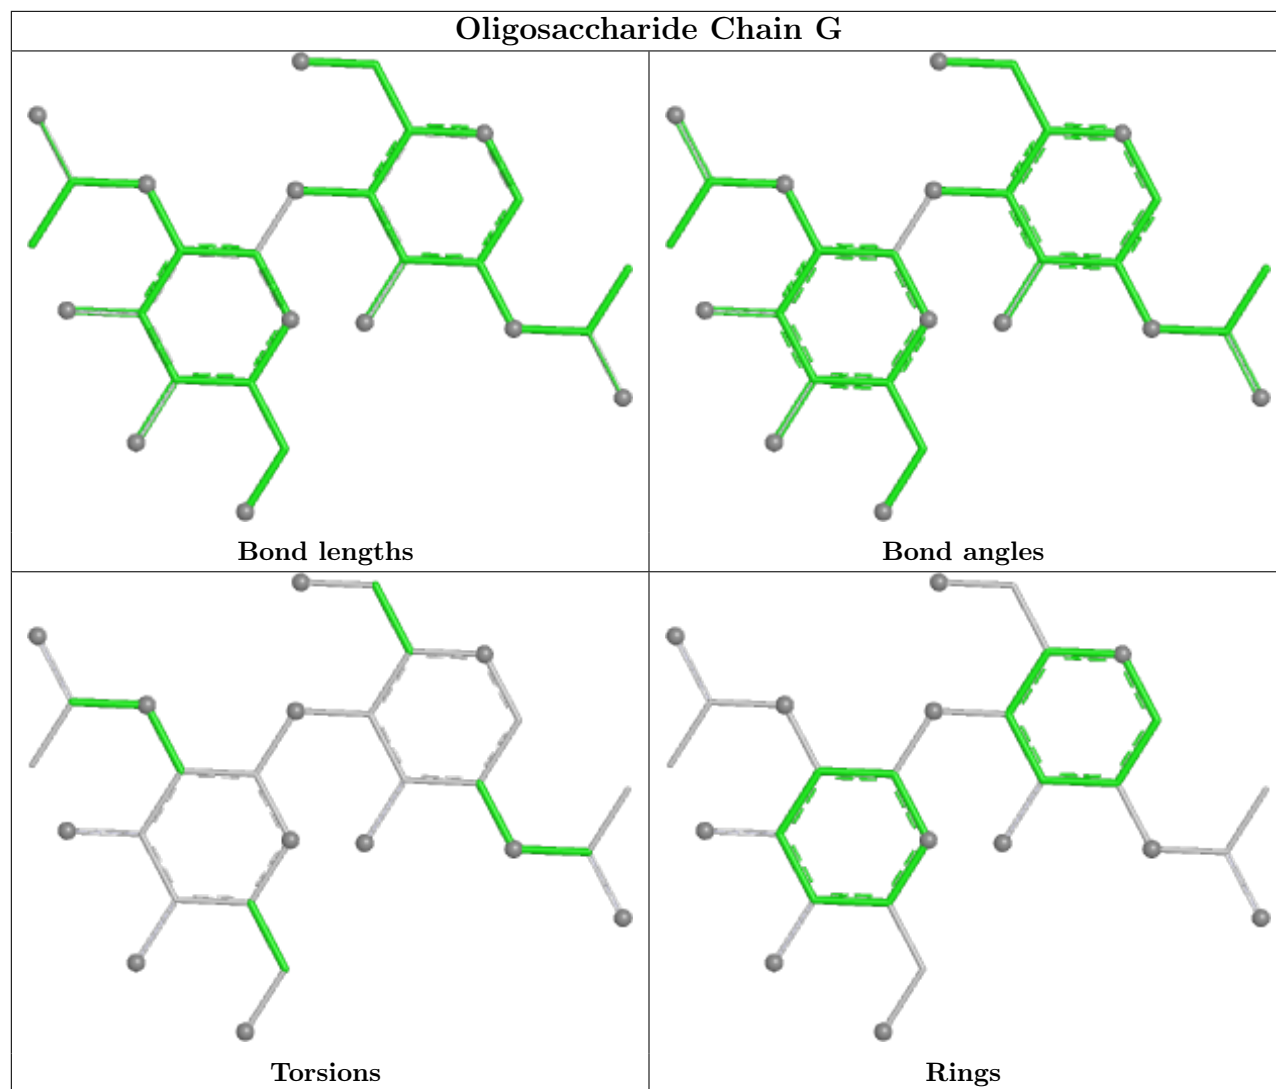 Oligosaccharide Chain G
Bond lengths
Bond angles
Torsions
Rings